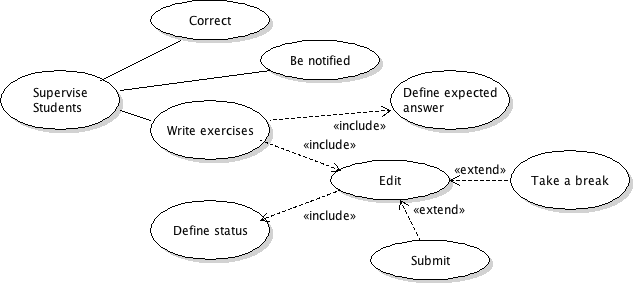 Correct
Be notified
Supervise
Students
Define expected
answer
Write exercises
«include»
«include»
Edit
«extend»
Take a break
«include»
«extend»
Define status
Submit